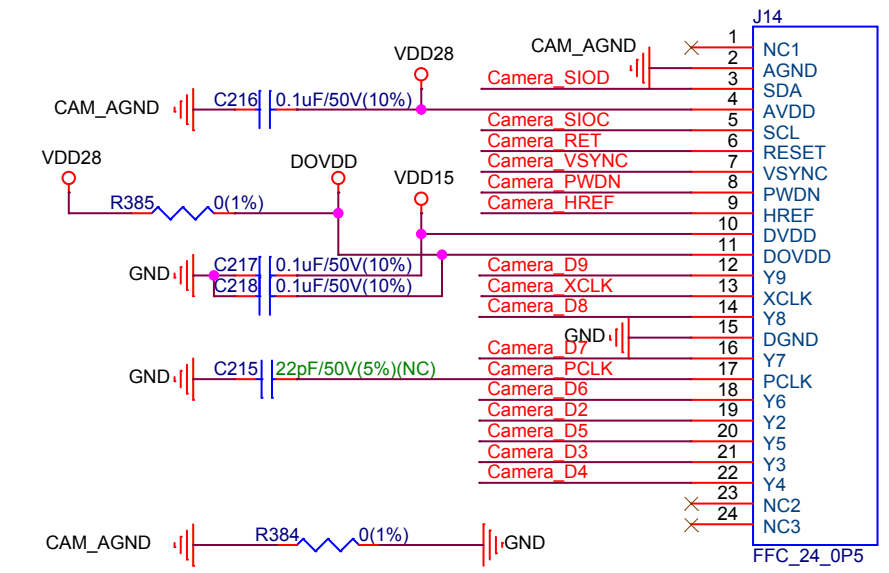 J14
1 NC1
CAM_AGND 2 AGND
Camera_SIOD 3 SDA
VDD28
CAM_AGND C216 0.1uF/50V(10%) 4 AVDD
Camera_SIOC 5 SCL
Camera_RET 6 RESET
Camera_VSYNC 7 VSYNC
Camera_PWDN 8 PWDN
Camera_HREF 9 HREF
VDD28 DOVDD VDD15
R385 0(1%)
10 DVDD
11 DOVDD
GND C217 0.1uF/50V(10%)
C218 0.1uF/50V(10%)
Camera_D9 12 Y9
Camera_XCLK 13 XCLK
Camera_D8 14 Y8
GND 15 DGND
Camera_D7 16 Y7
GND C215 22pF/50V(5%)(NC) Camera_PCLK 17 PCLK
Camera_D6 18 Y6
Camera_D2 19 Y2
Camera_D5 20 Y5
Camera_D3 21 Y3
Camera_D4 22 Y4
23 NC2
24 NC3
CAM_AGND R384 0(1%) GND
FFC_24_0P5